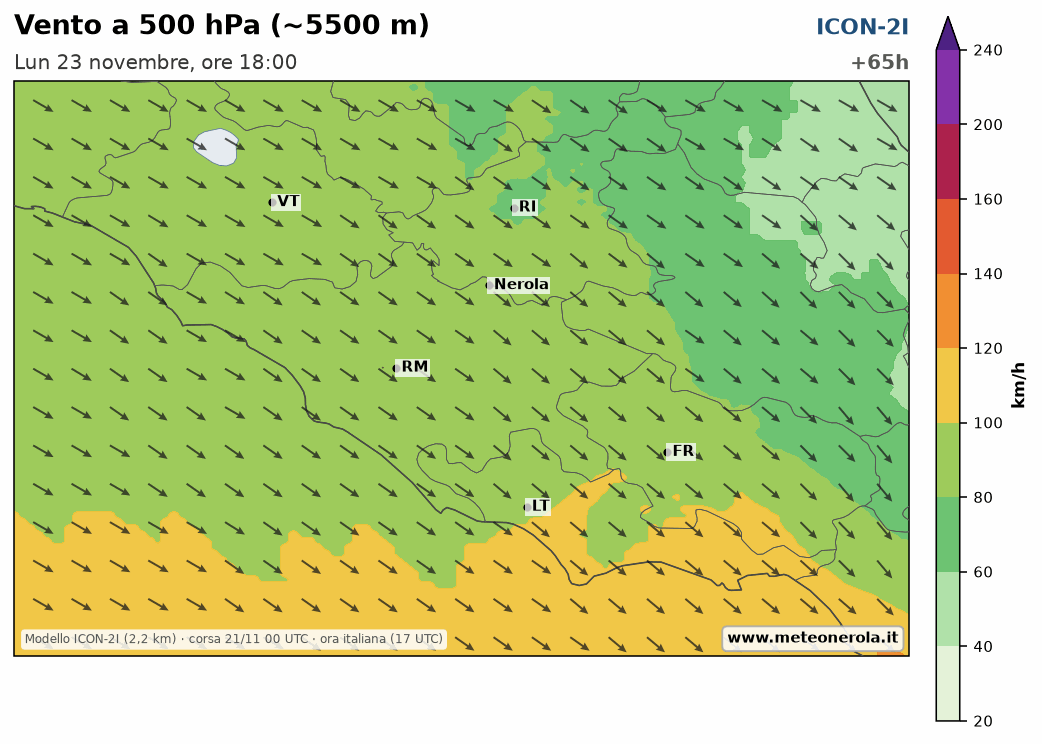 Vento a 500 hPa (~5500 m)
ICON-2I
Lun 23 novembre, ore 18:00
+65h
240
200
160
140
120
100
80
60
40
20
km/h
VT
RI
Nerola
RM
FR
LT
Modello ICON-2I (2,2 km) · corsa 21/11 00 UTC · ora italiana (17 UTC)
www.meteonerola.it